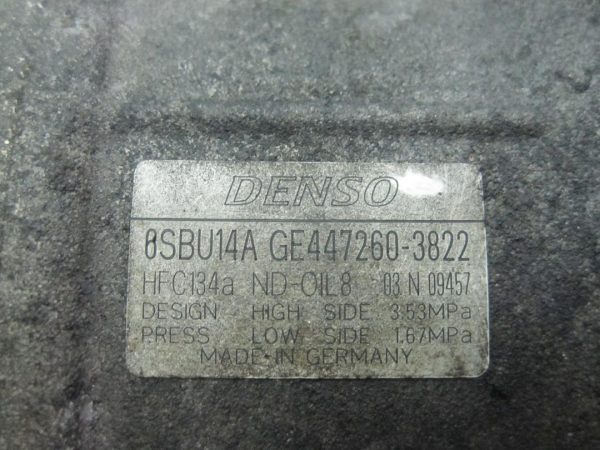 DENSO
6SBU14A GE447260-3822
HFC134a ND-OIL8 03 N 09457
DESIGN HIGH SIDE 3.53MPa
PRESS LOW SIDE 1.67MPa
MADE IN GERMANY